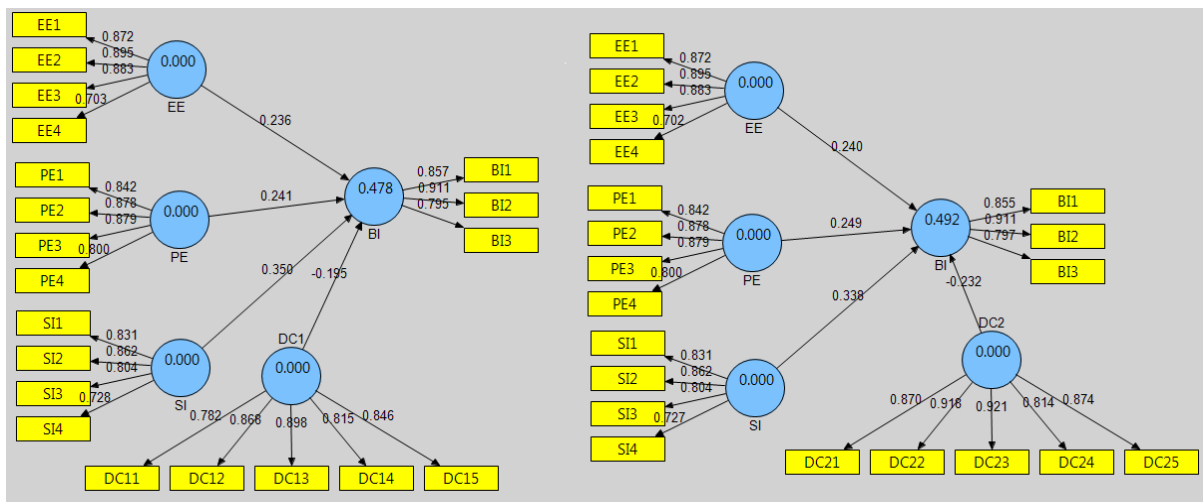 EE1
0.872
EE2
0.895
EE3
0.883
EE4
0.703
0.000
EE
0.236
PE1
0.842
PE2
0.878
PE3
0.879
PE4
0.800
0.000
PE
0.241
SI1
0.831
SI2
0.862
SI3
0.804
SI4
0.728
0.000
SI
0.350
0.478
BI
0.857
BI1
0.911
BI2
0.795
BI3
-0.195
DC1
0.000
0.782
0.868
0.898
0.815
0.846
DC11
DC12
DC13
DC14
DC15
EE1
0.872
EE2
0.895
EE3
0.883
EE4
0.702
0.000
EE
0.240
PE1
0.842
PE2
0.878
PE3
0.879
PE4
0.800
0.000
PE
0.249
SI1
0.831
SI2
0.862
SI3
0.804
SI4
0.727
0.000
SI
0.338
0.492
BI
0.855
BI1
0.911
BI2
0.797
BI3
-0.232
DC2
0.000
0.870
0.918
0.921
0.814
0.874
DC21
DC22
DC23
DC24
DC25